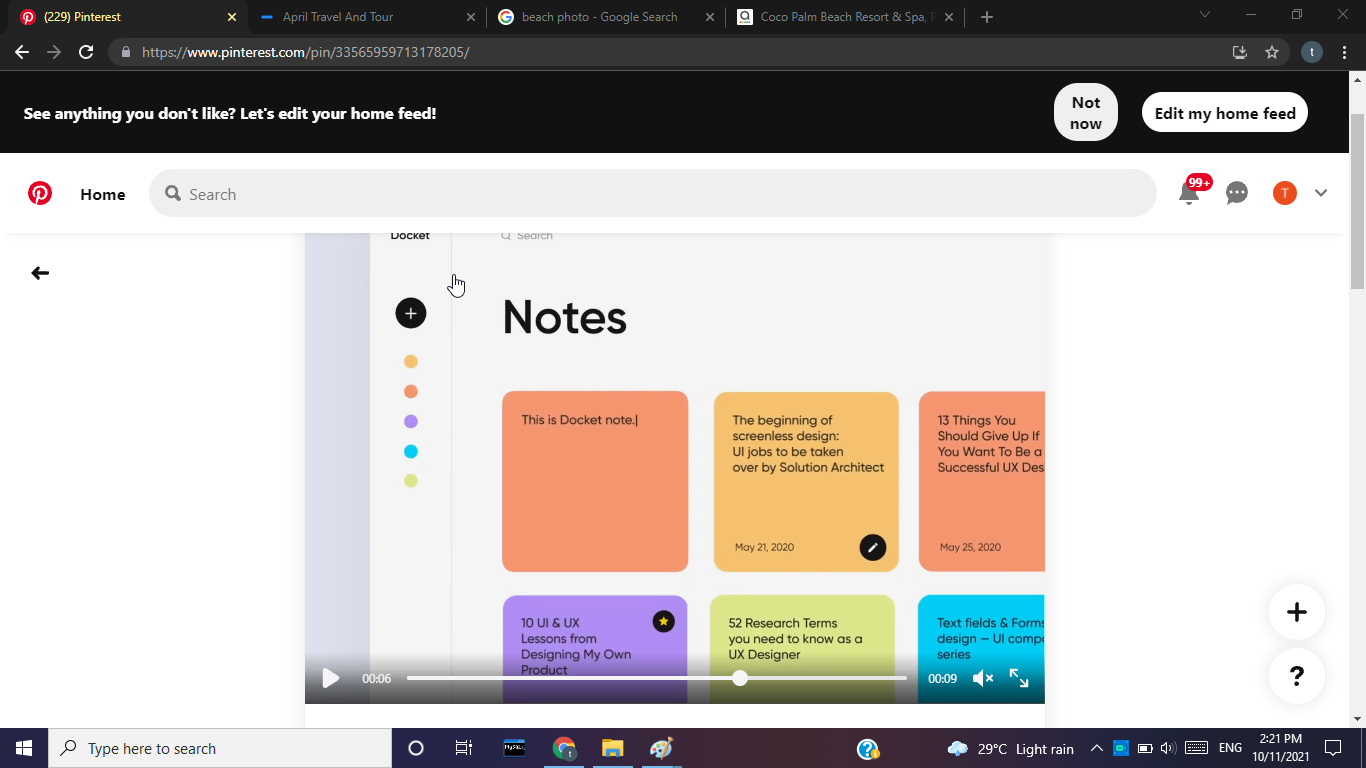 (229) Pinterest
April Travel And Tour
beach photo - Google Search
Coco Palm Beach Resort & Spa,
https://www.pinterest.com/pin/33565959713178205/
t
See anything you don't like? Let's edit your home feed!
Not
now
Edit my home feed
Home
Search
99+
T
Docket
Search
Notes
This is Docket note.
The beginning of
screenless design:
UI jobs to be taken
over by Solution Architect
May 21, 2020
13 Things You
Should Give Up If
You Want To Be a
Successful UX Des
May 25, 2020
10 UI & UX
Lessons from
Designing My Own
Product
52 Research Terms
you need to know as a
UX Designer
Text fields & Forms
design – UI comp
series
00:06
00:09
?
Type here to search
MySQL
t
29°C Light rain
ENG
2:21 PM
10/11/2021